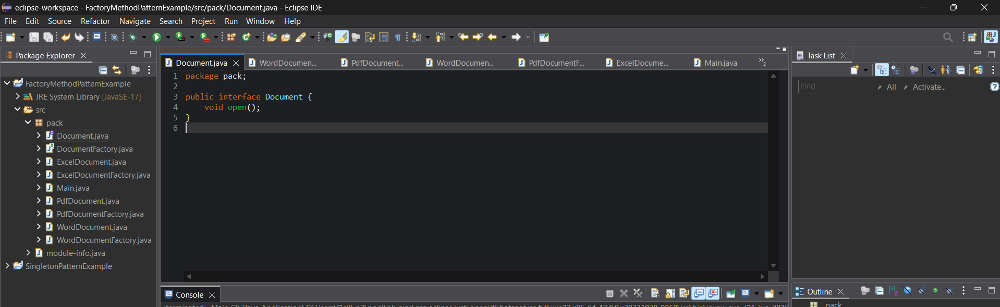 eclipse-workspace - FactoryMethodPatternExample/src/pack/Document.java - Eclipse IDE
File Edit Source Refactor Navigate Search Project Run Window Help
Package Explorer
FactoryMethodPatternExample
JRE System Library [JavaSE-17]
src
pack
Document.java
DocumentFactory.java
ExcelDocument.java
ExcelDocumentFactory.java
Main.java
PdfDocument.java
PdfDocumentFactory.java
WordDocument.java
WordDocumentFactory.java
module-info.java
SingletonPatternExample
Document.java WordDocumen... PdfDocument... WordDocumen... PdfDocumentF... ExcelDocume... Main.java »2
1 package pack;
2
3 public interface Document {
4 void open();
5 }
6
Console
Task List
Find All Activate...
Outline
pack